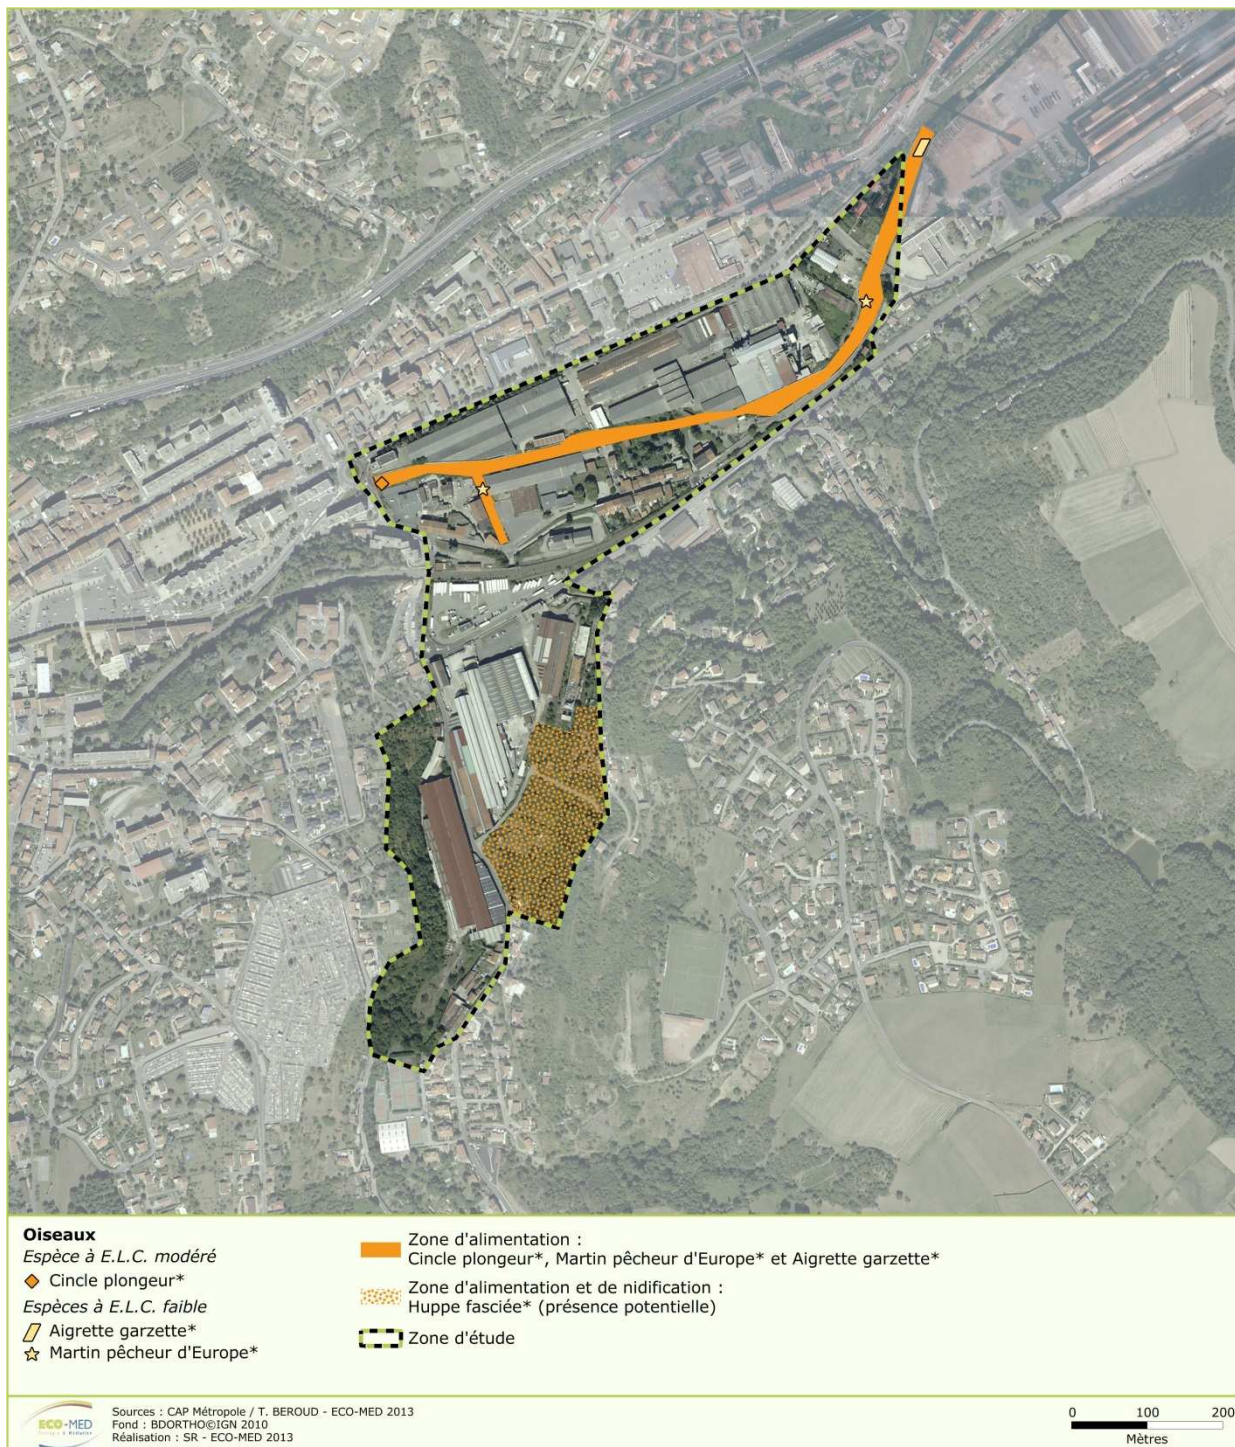 Oiseaux
Espèce à E.L.C. modéré
Cincle plongeur*
Espèces à E.L.C. faible
Aigrette garzette*
Martin pêcheur d'Europe*
Zone d'alimentation :
Cincle plongeur*, Martin pêcheur d'Europe* et Aigrette garzette*
Zone d'alimentation et de nidification :
Huppe fasciée* (présence potentielle)
Zone d'étude
ECO-MED
Sources : CAP Métropole / T. BEROUD - ECO-MED 2013
Fond : BDORTHO©IGN 2010
Réalisation : SR - ECO-MED 2013
0 100 200
Mètres